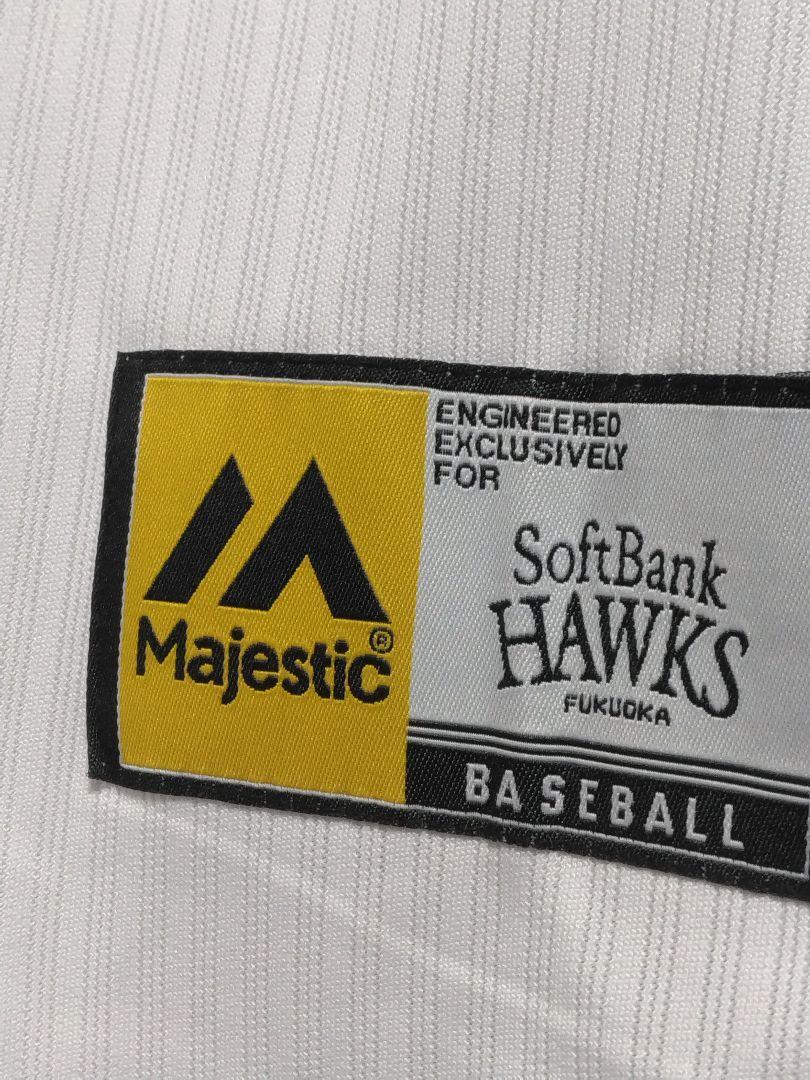 Majestic®
ENGINEERED
EXCLUSIVELY
FOR
SoftBank
HAWKS
FUKUOKA
BASEBALL